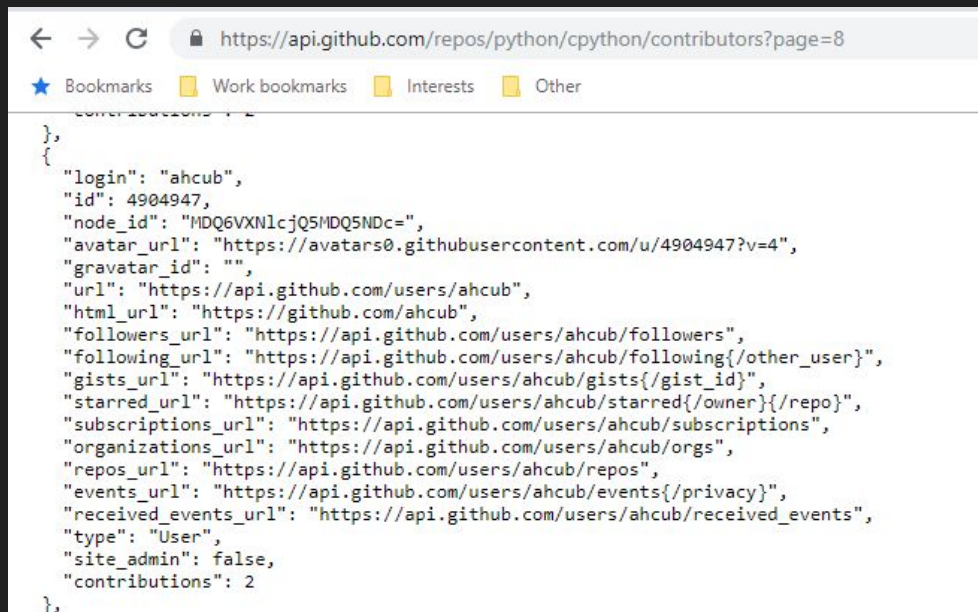 https://api.github.com/repos/python/cpython/contributors?page=8
Bookmarks Work bookmarks Interests Other
"contributions": 2
},
{
"login": "ahcub",
"id": 4904947,
"node_id": "MDQ6VXNlcjQ5MDQ5NDc=",
"avatar_url": "https://avatars0.githubusercontent.com/u/4904947?v=4",
"gravatar_id": "",
"url": "https://api.github.com/users/ahcub",
"html_url": "https://github.com/ahcub",
"followers_url": "https://api.github.com/users/ahcub/followers",
"following_url": "https://api.github.com/users/ahcub/following{/other_user}",
"gists_url": "https://api.github.com/users/ahcub/gists{/gist_id}",
"starred_url": "https://api.github.com/users/ahcub/starred{/owner}{/repo}",
"subscriptions_url": "https://api.github.com/users/ahcub/subscriptions",
"organizations_url": "https://api.github.com/users/ahcub/orgs",
"repos_url": "https://api.github.com/users/ahcub/repos",
"events_url": "https://api.github.com/users/ahcub/events{/privacy}",
"received_events_url": "https://api.github.com/users/ahcub/received_events",
"type": "User",
"site_admin": false,
"contributions": 2
},